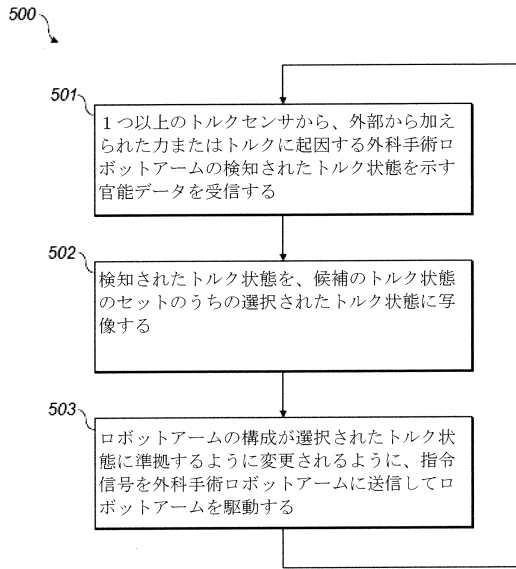 500
501
１つ以上のトルクセンサから、外部から加え
られた力またはトルクに起因する外科手術ロ
ボットアームの検知されたトルク状態を示す
官能データを受信する
502
検知されたトルク状態を、候補のトルク状態
のセットのうちの選択されたトルク状態に写
像する
503
ロボットアームの構成が選択されたトルク状
態に準拠するように変更されるように、指令
信号を外科手術ロボットアームに送信してロ
ボットアームを駆動する